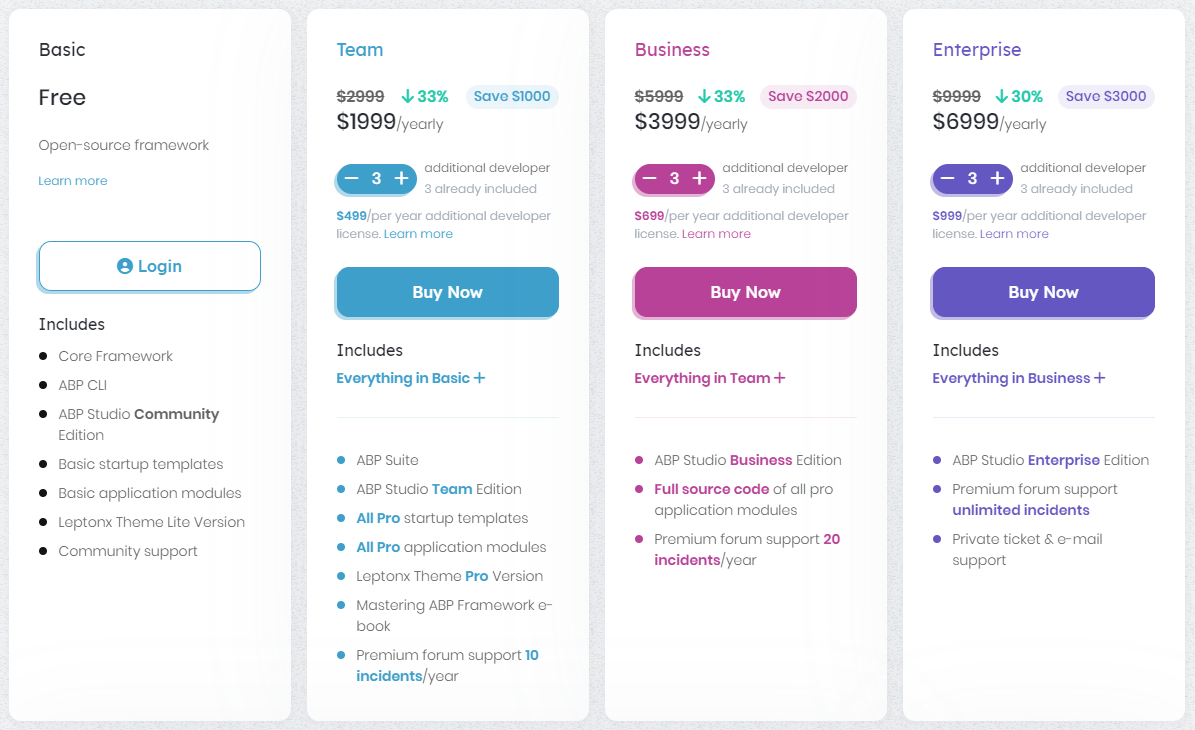 Basic
Free
Open-source framework
Learn more
Login
Includes
Core Framework
ABP CLI
ABP Studio Community
Edition
Basic startup templates
Basic application modules
Leptonx Theme Lite Version
Community support
Team
$2999 ↓33% Save $1000
$1999/yearly
− 3 + additional developer
3 already included
$499/per year additional developer
license. Learn more
Buy Now
Includes
Everything in Basic +
ABP Suite
ABP Studio Team Edition
All Pro startup templates
All Pro application modules
Leptonx Theme Pro Version
Mastering ABP Framework e-
book
Premium forum support 10
incidents/year
Business
$5999 ↓33% Save $2000
$3999/yearly
− 3 + additional developer
3 already included
$699/per year additional developer
license. Learn more
Buy Now
Includes
Everything in Team +
ABP Studio Business Edition
Full source code of all pro
application modules
Premium forum support 20
incidents/year
Enterprise
$9999 ↓30% Save $3000
$6999/yearly
− 3 + additional developer
3 already included
$999/per year additional developer
license. Learn more
Buy Now
Includes
Everything in Business +
ABP Studio Enterprise Edition
Premium forum support
unlimited incidents
Private ticket & e-mail
support